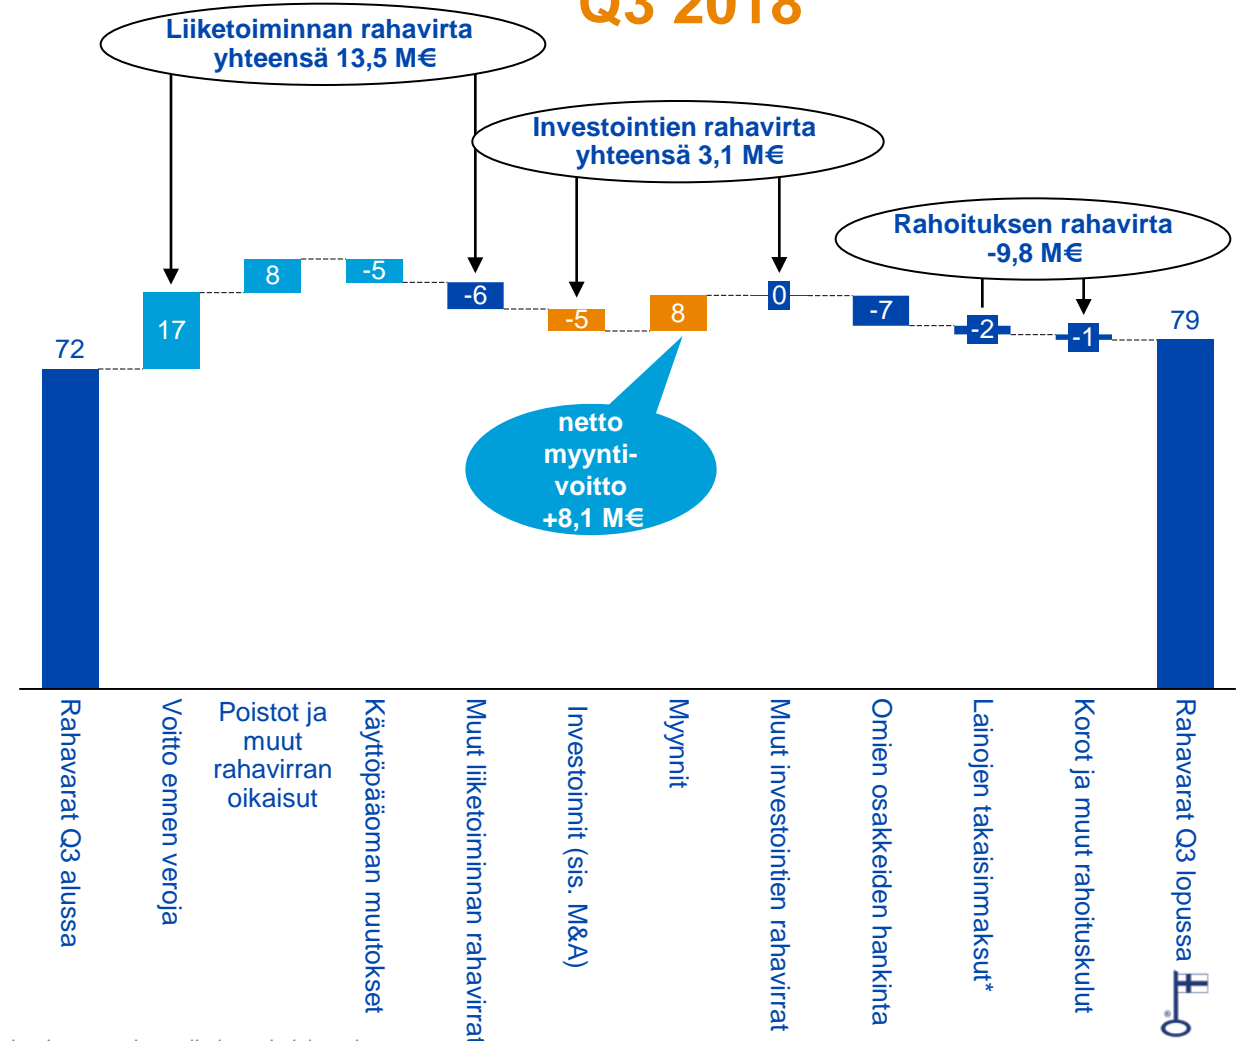 Q3 2018
Liiketoiminnan rahavirta
yhteensä 13,5 M€
Investointien rahavirta
yhteensä 3,1 M€
Rahoituksen rahavirta
-9,8 M€
72
17
8
-5
-6
-5
8
0
-7
-2
-1
79
netto
myynti-
voitto
+8,1 M€
Rahavarat Q3 alussa
Voitto ennen veroja
Poistot ja
muut
rahavirran
oikaisut
Käyttöpääoman muutokset
Muut liiketoiminnan rahavirrat
Investoinnit (sis. M&A)
Myynnit
Muut investointien rahavirrat
Omien osakkeiden hankinta
Lainojen takaisinmaksut*
Korot ja muut rahoituskulut
Rahavarat Q3 lopussa
®